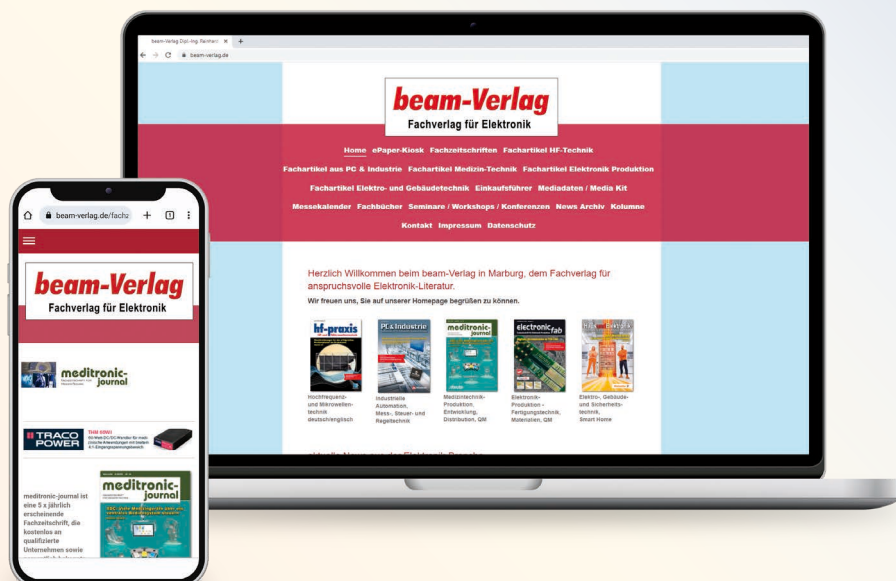 beam-Verlag Dipl.-Ing. Reinhard
beam-verlag.de
beam-Verlag
Fachverlag für Elektronik
Home ePaper-Kiosk Fachzeitschriften Fachartikel HF-Technik
Fachartikel aus PC & Industrie Fachartikel Medizin-Technik Fachartikel Elektronik Produktion
Fachartikel Elektro- und Gebäudetechnik Einkaufsführer Mediadaten / Media Kit
Messekalender Fachbücher Seminare / Workshops / Konferenzen News Archiv Kolumne
Kontakt Impressum Datenschutz
Herzlich Willkommen beim beam-Verlag in Marburg, dem Fachverlag für
anspruchsvolle Elektronik-Literatur.
Wir freuen uns, Sie auf unserer Homepage begrüßen zu können.
hf-praxis
PC & Industrie
meditronic-
journal
electronic fab
Haus Elektronik
Hochfrequenz-
und Mikrowellen-
technik
deutsch/englisch
Industrielle
Automation,
Mess-, Steuer- und
Regeltechnik
Medizintechnik-
Produktion,
Entwicklung,
Distribution, QM
Elektronik-
Produktion -
Fertigungstechnik,
Materialien, QM
Elektro-, Gebäude-
und Sicherheits-
technik,
Smart Home
beam-verlag.de/fachz
beam-Verlag
Fachverlag für Elektronik
meditronic-
journal
TRACO
POWER
meditronic-journal ist
eine 5 x jährlich
erscheinende
Fachzeitschrift, die
kostenlos an
qualifizierte
Unternehmen sowie
meditronic-
journal